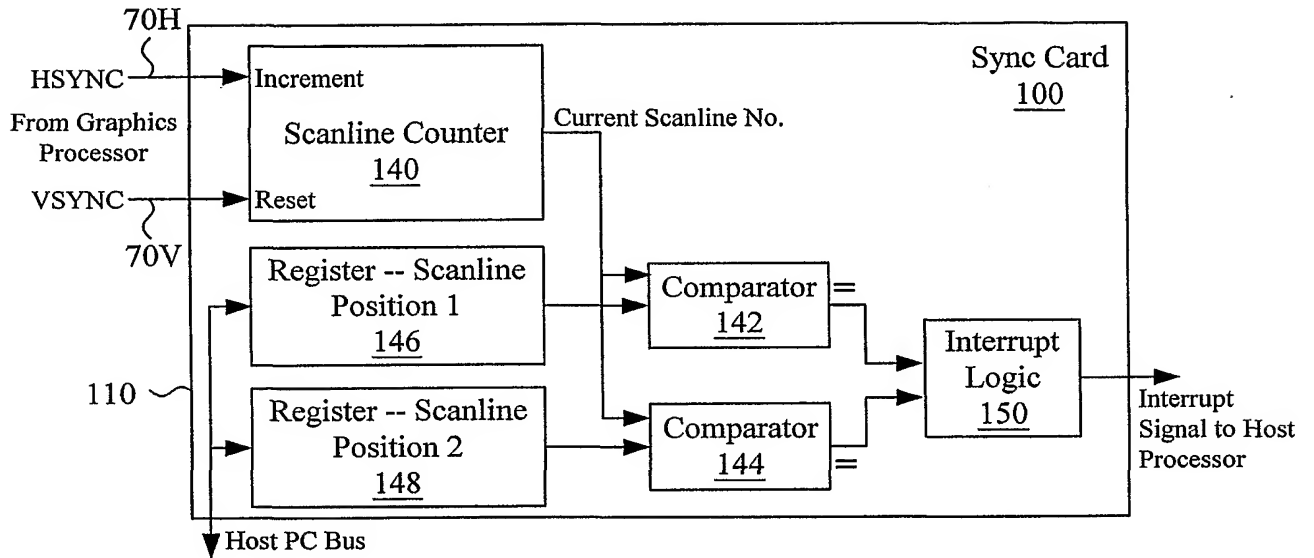 70H
HSYNC
From Graphics
Processor
VSYNC
70V
Increment
Scanline Counter
140
Reset
Current Scanline No.
Sync Card
100
Register -- Scanline
Position 1
146
Register -- Scanline
Position 2
148
110
Comparator
142
=
Comparator
144
=
Interrupt
Logic
150
Interrupt
Signal to Host
Processor
Host PC Bus